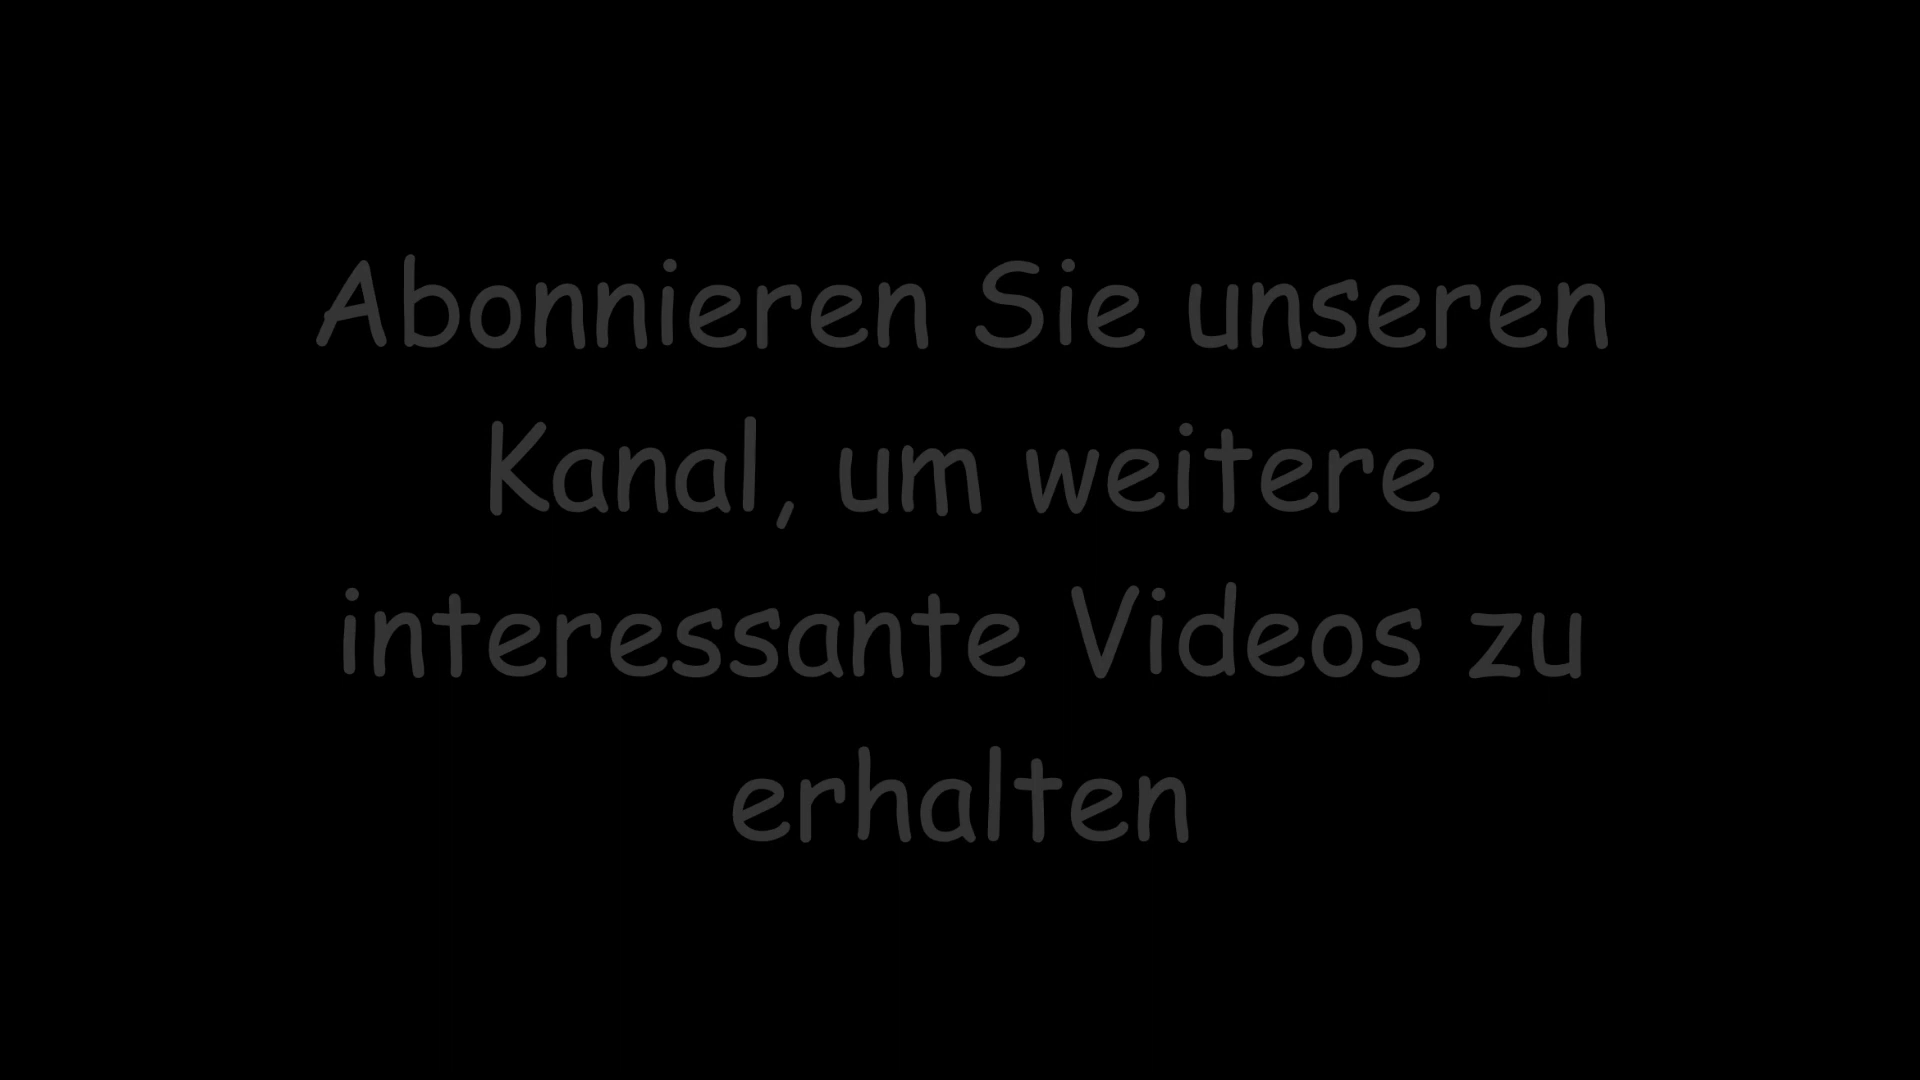 Abonnieren Sie unseren
Kanal, um weitere
interessante Videos zu
erhalten